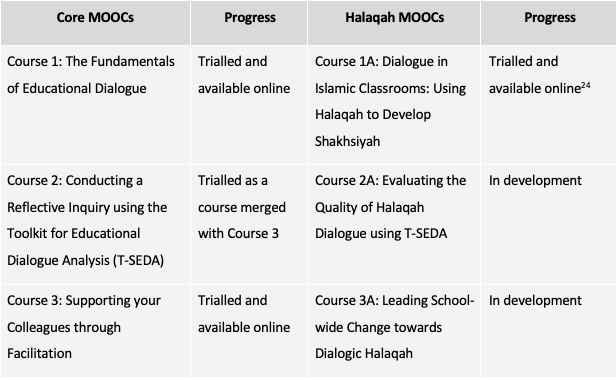 Core MOOCs
Progress
Halaqah MOOCs
Progress
Course 1: The Fundamentals
of Educational Dialogue
Trialled and
available online
Course 1A: Dialogue in
Islamic Classrooms: Using
Halaqah to Develop
Shakhsiyah
Trialled and
available online²⁴
Course 2: Conducting a
Reflective Inquiry using the
Toolkit for Educational
Dialogue Analysis (T-SEDA)
Trialled as a
course merged
with Course 3
Course 2A: Evaluating the
Quality of Halaqah
Dialogue using T-SEDA
In development
Course 3: Supporting your
Colleagues through
Facilitation
Trialled and
available online
Course 3A: Leading School-
wide Change towards
Dialogic Halaqah
In development